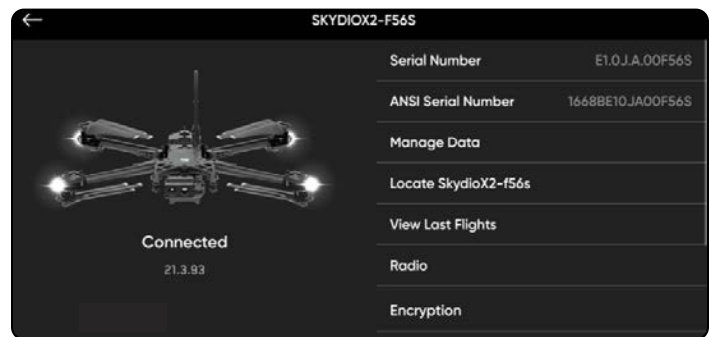 SKYDIOX2-F56S
Serial Number E1.0J.A.00F56S
ANSI Serial Number 1668BE10JA00F56S
Manage Data
Locate SkydioX2-f56s
View Last Flights
Connected
Radio
21.3.93
Encryption